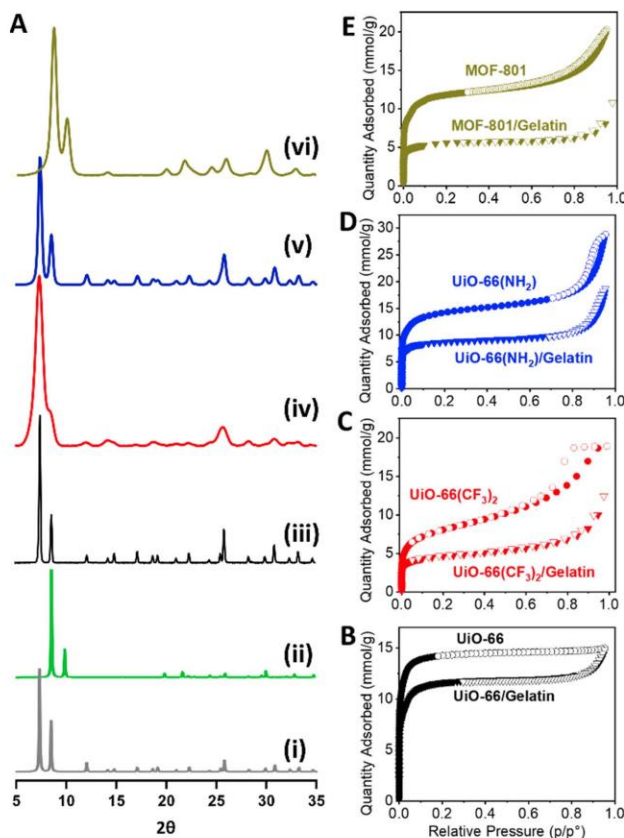 A
(vi)
(v)
(iv)
(iii)
(ii)
(i)
5 10 15 20 25 30 35
2θ
E
Quantity Adsorbed (mmol/g)
20
15
10
5
0
MOF-801
MOF-801/Gelatin
0.0 0.2 0.4 0.6 0.8 1.0
D
Quantity Adsorbed (mmol/g)
30
25
20
15
10
5
0
UiO-66(NH₂)
UiO-66(NH₂)/Gelatin
0.0 0.2 0.4 0.6 0.8 1.0
C
Quantity Adsorbed (mmol/g)
20
15
10
5
0
UiO-66(CF₃)₂
UiO-66(CF₃)₂/Gelatin
0.0 0.2 0.4 0.6 0.8 1.0
B
Quantity Adsorbed (mmol/g)
15
10
5
0
UiO-66
UiO-66/Gelatin
0.0 0.2 0.4 0.6 0.8 1.0
Relative Pressure (p/p°)